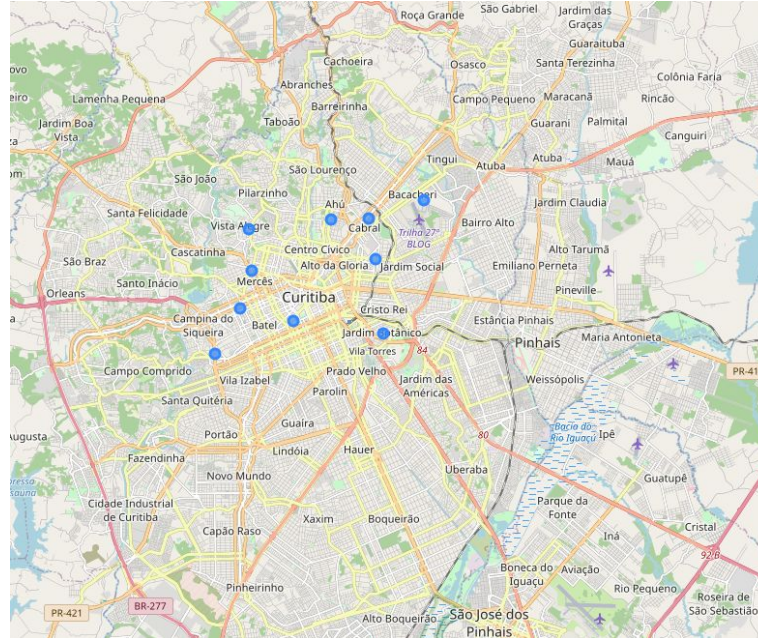 São Gabriel
Roça Grande
Jardim das
Graças
Guaraituba
Cachoeira
Osasco
Santa Terezinha
Colônia Faria
Abranches
Lamenha Pequena
Barreirinha
Campo Pequeno
Maracanã
Rincão
Taboão
Jardim Boa
Vista
Guarani
Palmital
Canguiri
Tingui
Atuba
Atuba
Mauá
São Lourenço
São João
Pilarzinho
Bacacheri
Jardim Claudia
Santa Felicidade
Ahú
Vista Alegre
Cabral
Trilha 27ª
BLOG
Bairro Alto
Cascatinha
Centro Cívico
Alto Tarumã
São Braz
Alto da Gloria
Jardim Social
Emiliano Perneta
Santo Inácio
Mercês
Orleans
Curitiba
Pineville
Cristo Rei
Campina do
Siqueira
Batel
Estância Pinhais
Jardim Botânico
Maria Antonieta
Pinhais
Vila Torres
84
Campo Comprido
Prado Velho
PR-41
Vila Izabel
Jardim das
Américas
Weissópolis
Santa Quitéria
Parolin
Guaíra
Augusta
Portão
80
Bacia do
Rio Iguaçú
Ipê
Fazendinha
Lindóia
Hauer
Uberaba
Novo Mundo
Guatupê
Cidade Industrial
de Curitiba
Parque da
Fonte
Xaxim
Boqueirão
Cristal
Capão Raso
Iná
92,B
Boneca do
Iguaçu
Aviação
Pinheirinho
Rio Pequeno
BR-277
PR-421
Alto Boqueirão
São José dos
Pinhais
Roseira de
São Sebastião